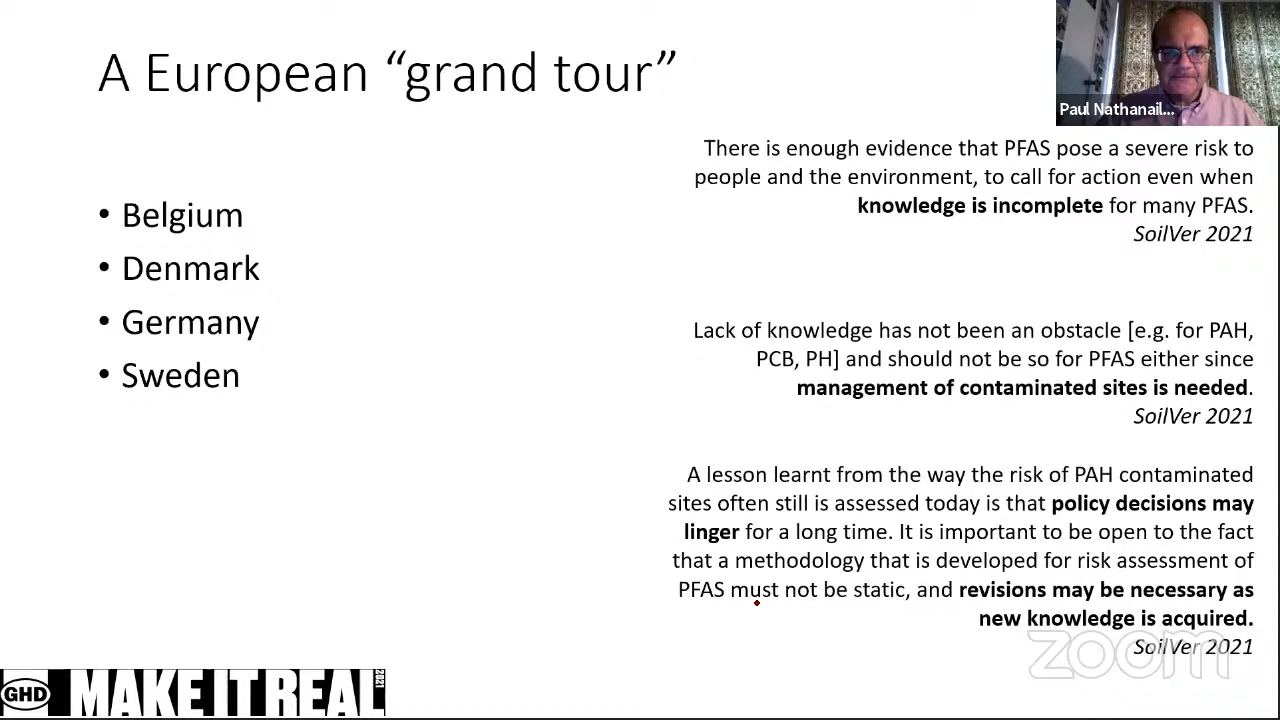 A European “grand tour”
Paul Nathanail...
• Belgium
• Denmark
• Germany
• Sweden
There is enough evidence that PFAS pose a severe risk to
people and the environment, to call for action even when
knowledge is incomplete for many PFAS.
SoilVer 2021
Lack of knowledge has not been an obstacle [e.g. for PAH,
PCB, PH] and should not be so for PFAS either since
management of contaminated sites is needed.
SoilVer 2021
A lesson learnt from the way the risk of PAH contaminated
sites often still is assessed today is that policy decisions may
linger for a long time. It is important to be open to the fact
that a methodology that is developed for risk assessment of
PFAS must not be static, and revisions may be necessary as
new knowledge is acquired.
SoilVer 2021
zoom
GHD MAKE IT REAL 2021